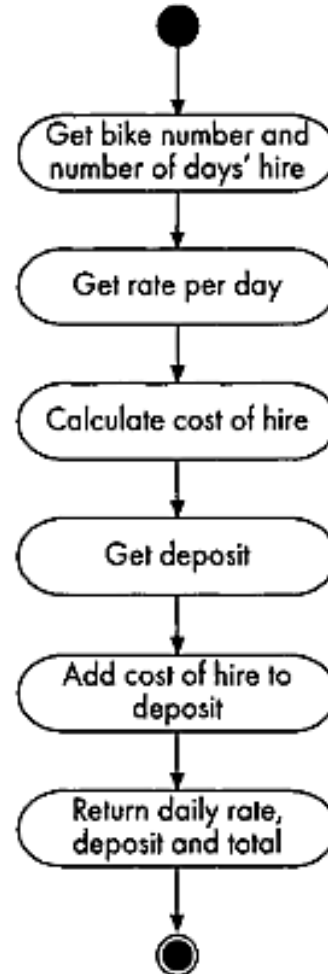 Get bike number and
number of days' hire
Get rate per day
Calculate cost of hire
Get deposit
Add cost of hire to
deposit
Return daily rate,
deposit and total